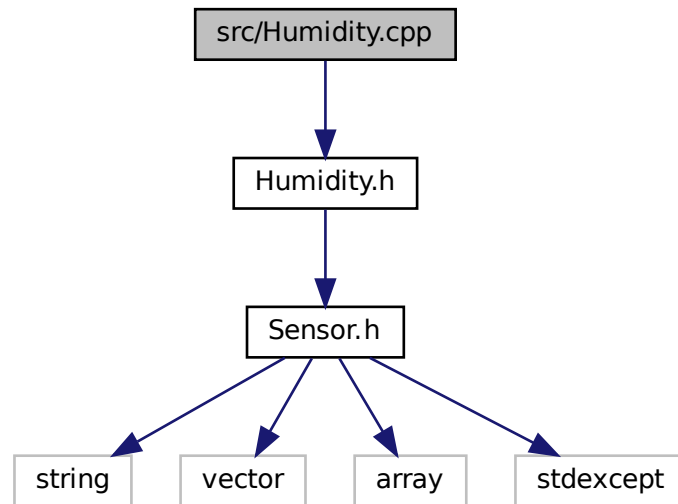 src/Humidity.cpp
Humidity.h
Sensor.h
string
vector
array
stdexcept